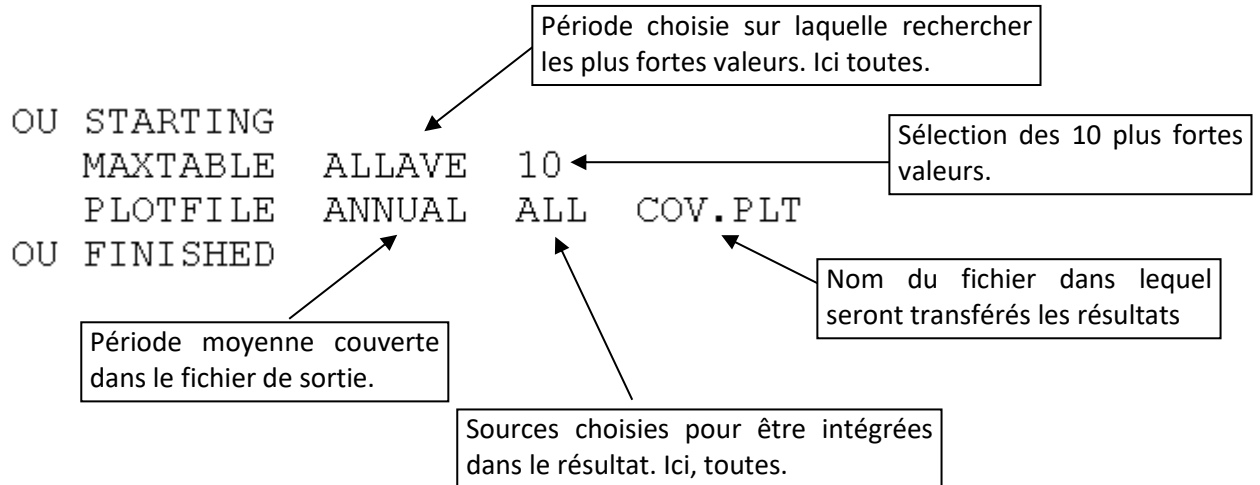 Période choisie sur laquelle rechercher
les plus fortes valeurs. Ici toutes.
OU STARTING
MAXTABLE ALLAVE 10
Sélection des 10 plus fortes
valeurs.
PLOTFILE ANNUAL ALL COV.PLT
OU FINISHED
Nom du fichier dans lequel
seront transférés les résultats
Période moyenne couverte
dans le fichier de sortie.
Sources choisies pour être intégrées
dans le résultat. Ici, toutes.